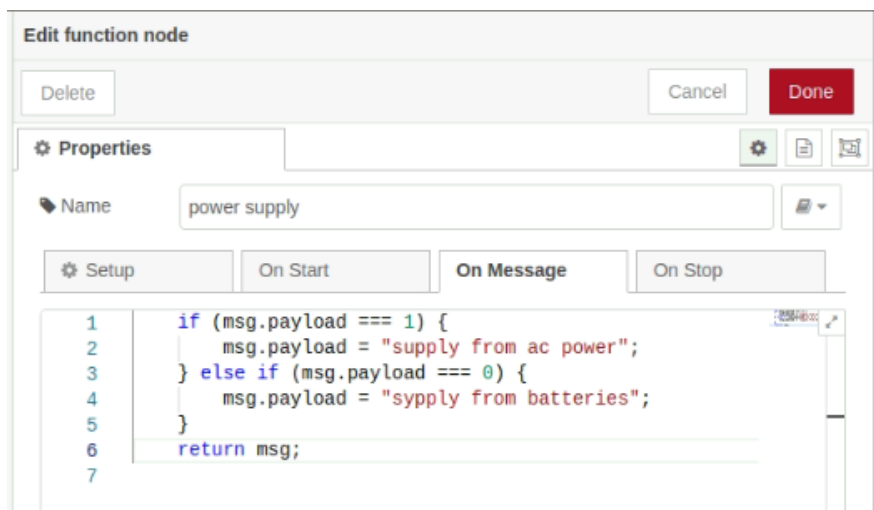 Edit function node
Delete
Cancel
Done
Properties
Name
power supply
Setup
On Start
On Message
On Stop
1 if (msg.payload === 1) {
2 msg.payload = "supply from ac power";
3 } else if (msg.payload === 0) {
4 msg.payload = "sypply from batteries";
5 }
6 return msg;
7